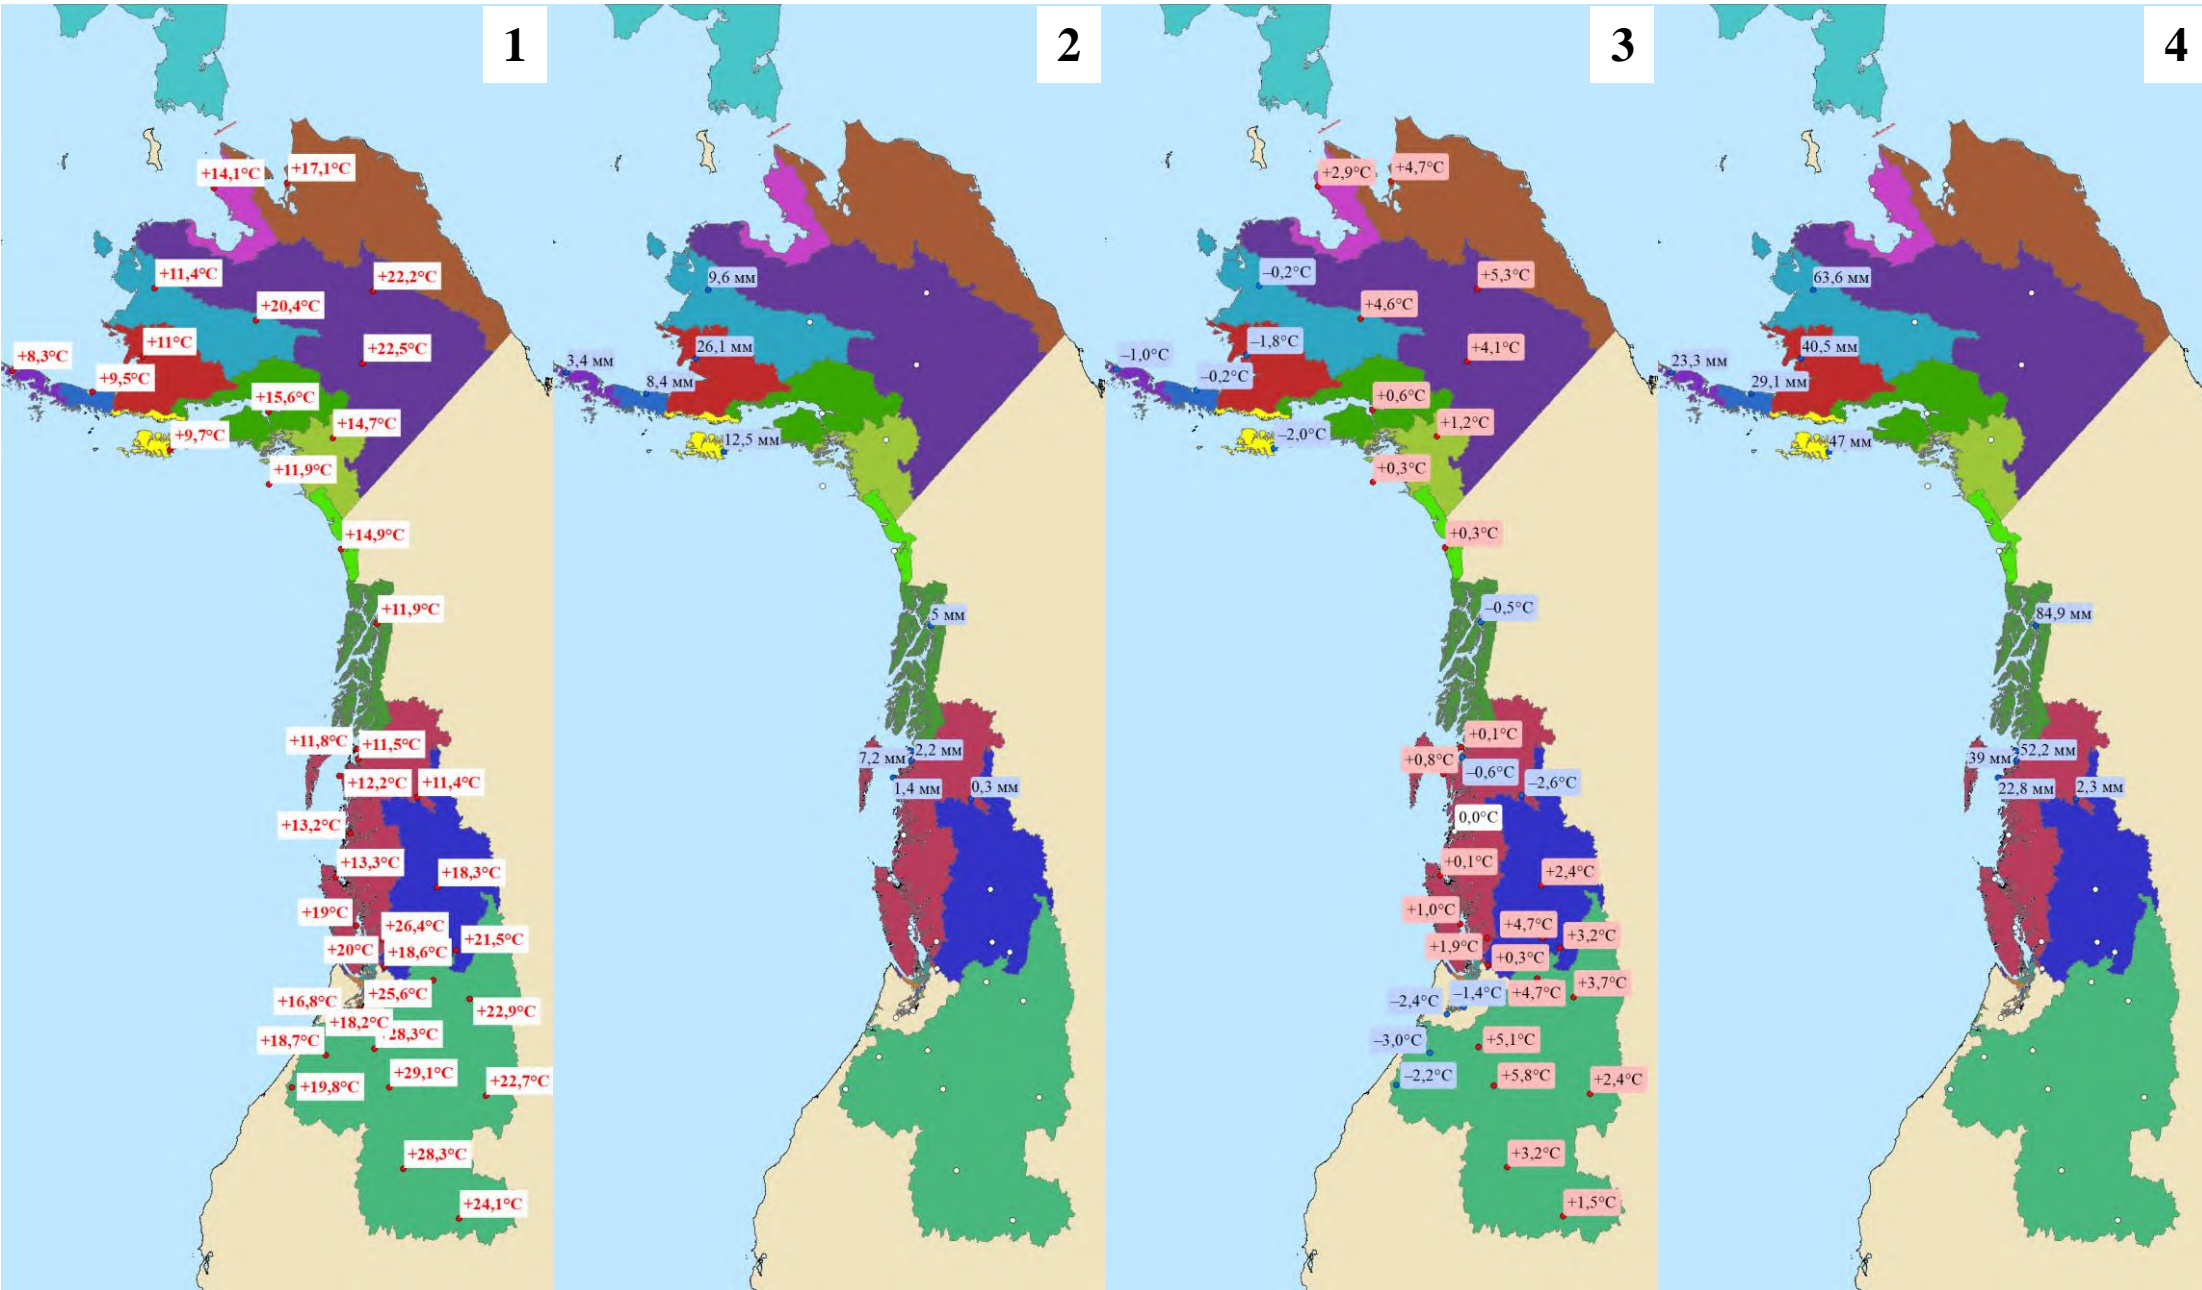 1
+14,1°C
+17,1°C
+11,4°C
+22,2°C
+20,4°C
+11°C
+22,5°C
+8,3°C
+9,5°C
+15,6°C
+14,7°C
+9,7°C
+11,9°C
+14,9°C
+11,9°C
+11,8°C
+11,5°C
+12,2°C
+11,4°C
+13,2°C
+13,3°C
+18,3°C
+19°C
+26,4°C
+21,5°C
+20°C
+18,6°C
+16,8°C
+25,6°C
+22,9°C
+18,2°C
28,3°C
+18,7°C
+29,1°C
+22,7°C
+19,8°C
+28,3°C
+24,1°C
2
9,6 мм
26,1 мм
3,4 мм
8,4 мм
12,5 мм
5 мм
7,2 мм
2,2 мм
1,4 мм
0,3 мм
3
+2,9°C
+4,7°C
–0,2°C
+5,3°C
+4,6°C
–1,8°C
+4,1°C
–1,0°C
–0,2°C
+0,6°C
+1,2°C
–2,0°C
+0,3°C
+0,3°C
–0,5°C
+0,1°C
+0,8°C
–0,6°C
–2,6°C
0,0°C
+0,1°C
+2,4°C
+1,0°C
+4,7°C
+3,2°C
+1,9°C
+0,3°C
–2,4°C
–1,4°C
+4,7°C
+3,7°C
–3,0°C
+5,1°C
–2,2°C
+5,8°C
+2,4°C
+3,2°C
+1,5°C
4
63,6 мм
40,5 мм
23,3 мм
29,1 мм
47 мм
84,9 мм
39 мм
52,2 мм
22,8 мм
2,3 мм